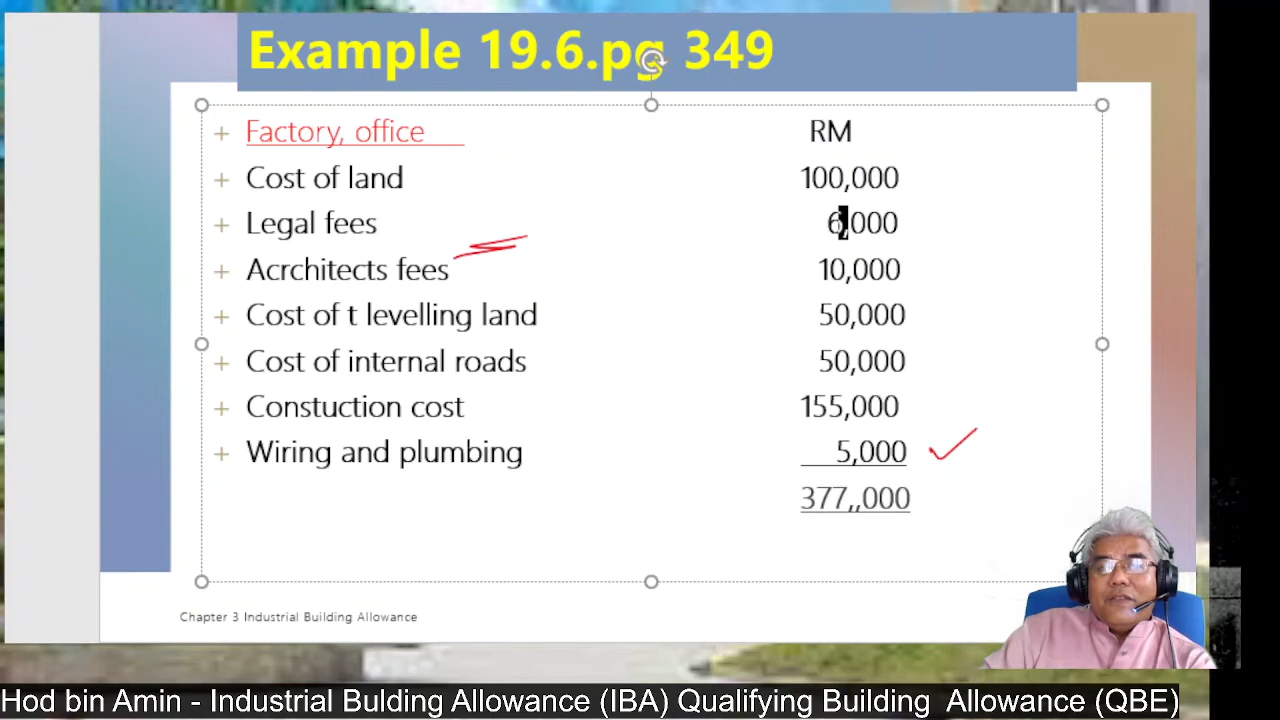 Example 19.6.pg 349
+ Factory, office RM
+ Cost of land 100,000
+ Legal fees 6,000
+ Acrchitects fees 10,000
+ Cost of t levelling land 50,000
+ Cost of internal roads 50,000
+ Constuction cost 155,000
+ Wiring and plumbing 5,000
377,,000
Chapter 3 Industrial Building Allowance
Hod bin Amin - Industrial Bulding Allowance (IBA) Qualifying Building Allowance (QBE)